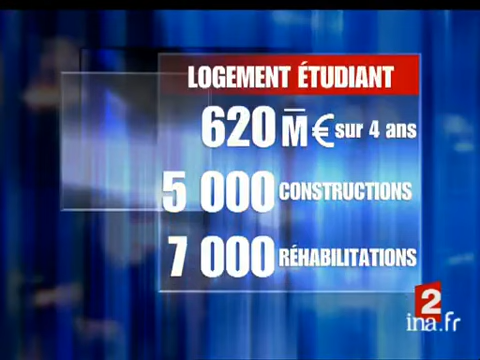 LOGEMENT ÉTUDIANT
620 M̅€ sur 4 ans
5 000 CONSTRUCTIONS
7 000 RÉHABILITATIONS
2
ina.fr